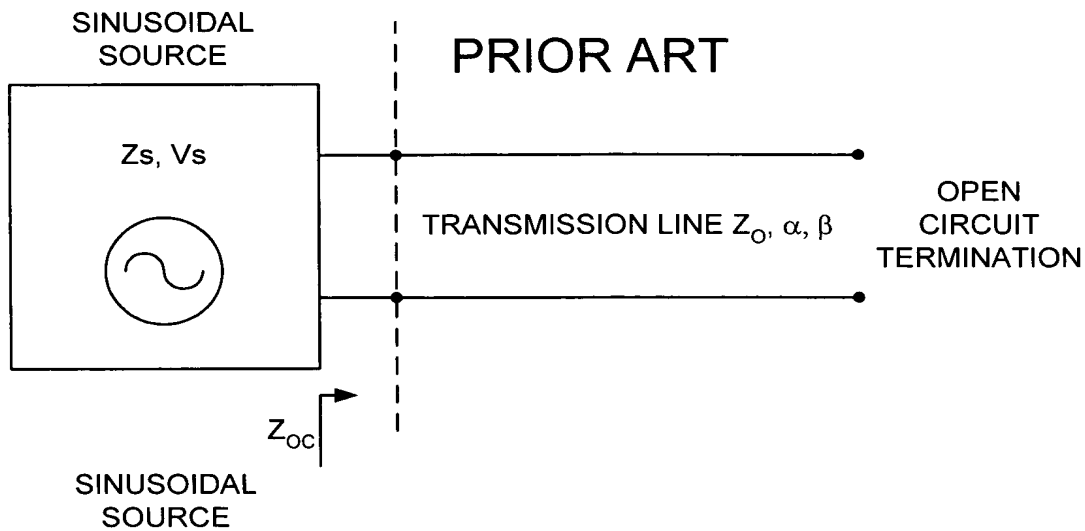 SINUSOIDAL
SOURCE
PRIOR ART
Zs, Vs
TRANSMISSION LINE Z_O, α, β
OPEN
CIRCUIT
TERMINATION
Z_OC
SINUSOIDAL
SOURCE